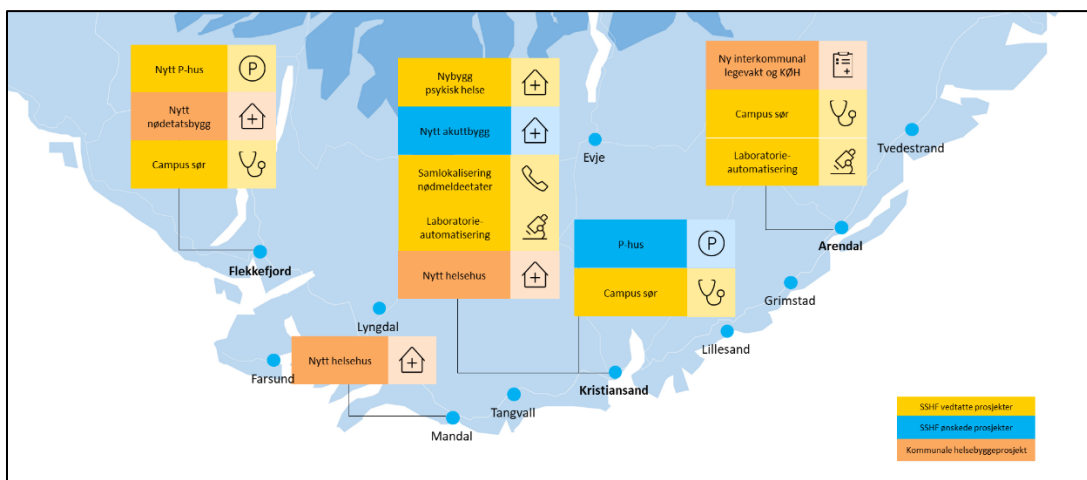 Nytt P-hus
Nytt
nødetatsbygg
Campus sør
Flekkefjord
Nybygg
psykisk helse
Nytt akuttbygg
Samlokalisering
nødmeldeetater
Laboratorie-
automatisering
Nytt helsehus
P-hus
Campus sør
Ny interkommunal
legevakt og KØH
Campus sør
Laboratorie-
automatisering
Evje
Tvedestrand
Arendal
Grimstad
Lillesand
Kristiansand
Tangvall
Mandal
Nytt helsehus
Farsund
Lyngdal
SSHF vedtatte prosjekter
SSHF ønskede prosjekter
Kommunale helsebyggeprosjekt